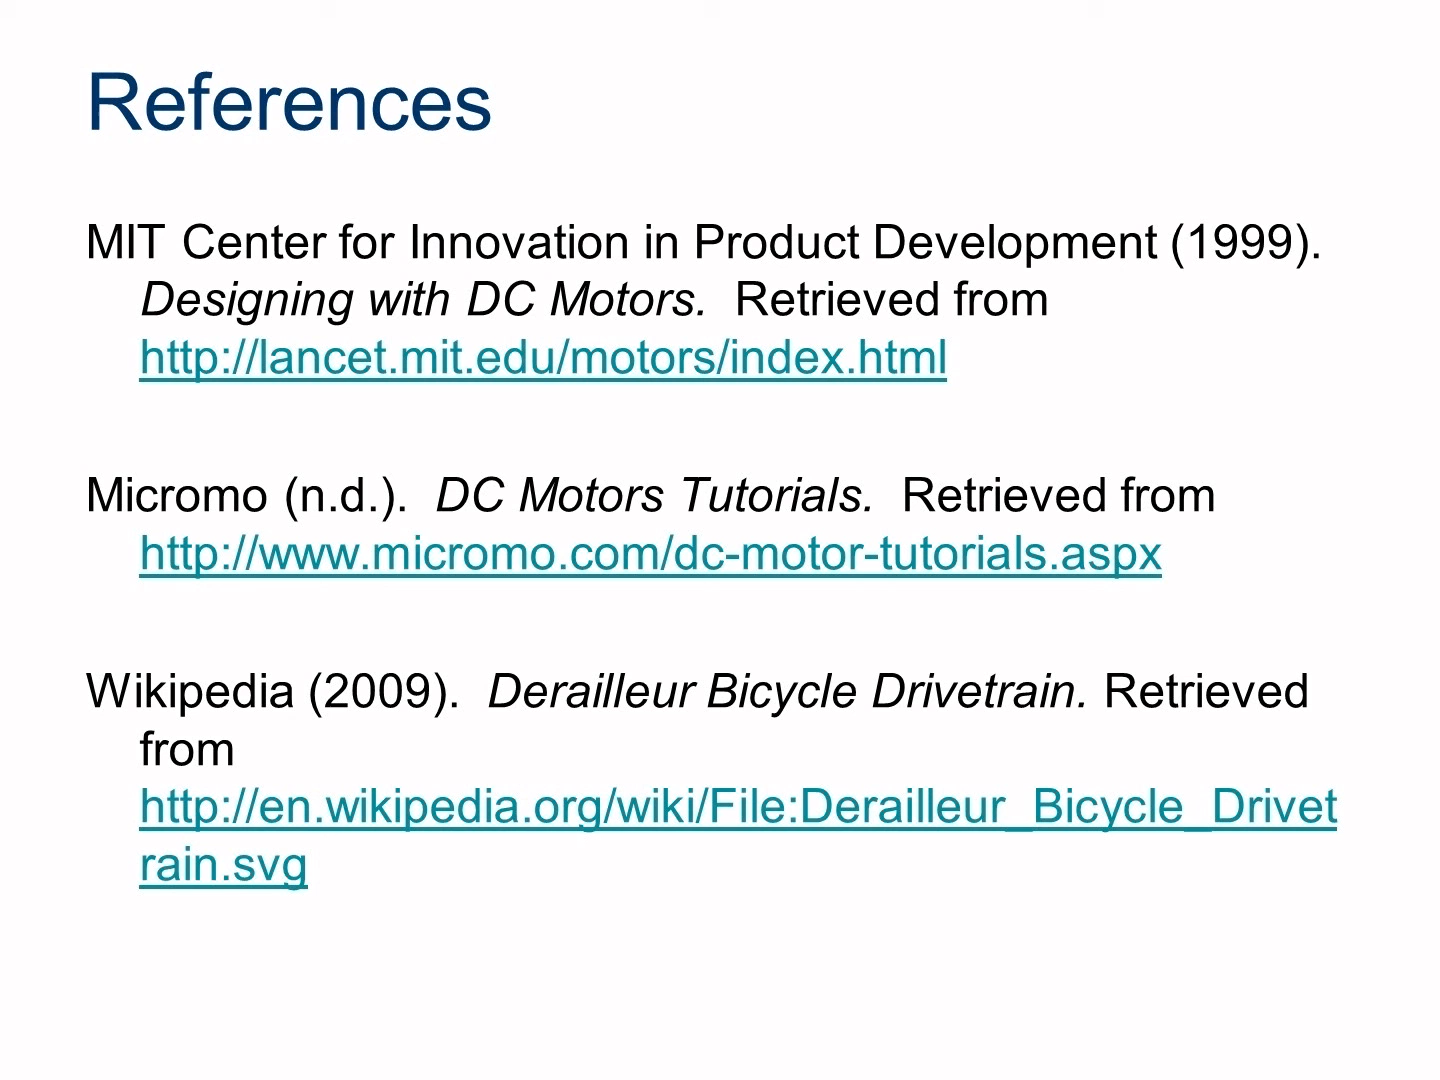 References
MIT Center for Innovation in Product Development (1999).
Designing with DC Motors.  Retrieved from
http://lancet.mit.edu/motors/index.html
Micromo (n.d.).  DC Motors Tutorials.  Retrieved from
http://www.micromo.com/dc-motor-tutorials.aspx
Wikipedia (2009).  Derailleur Bicycle Drivetrain. Retrieved
from
http://en.wikipedia.org/wiki/File:Derailleur_Bicycle_Drivet
rain.svg